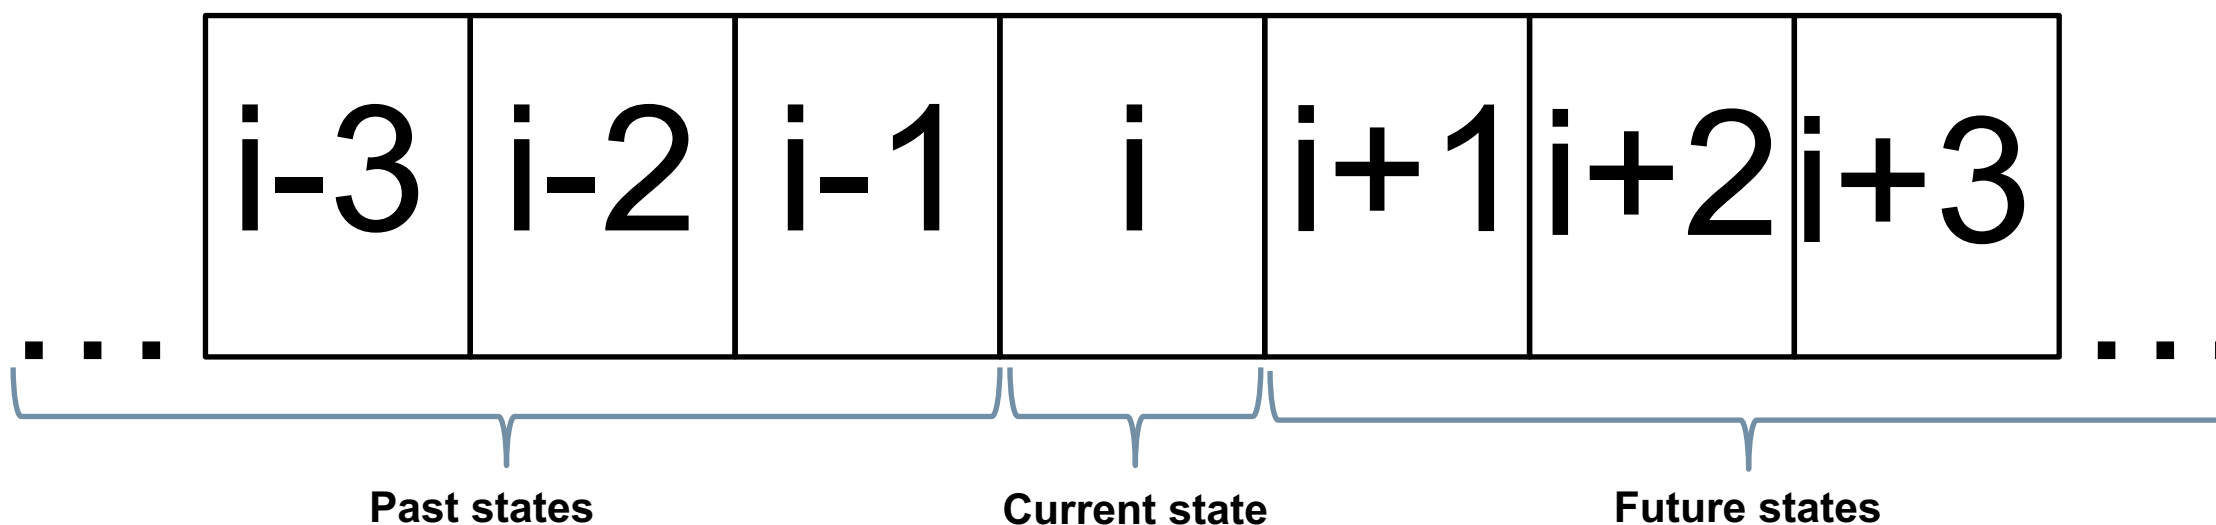 i-3 i-2 i-1 i i+1 i+2 i+3
... ...
Past states Current state Future states